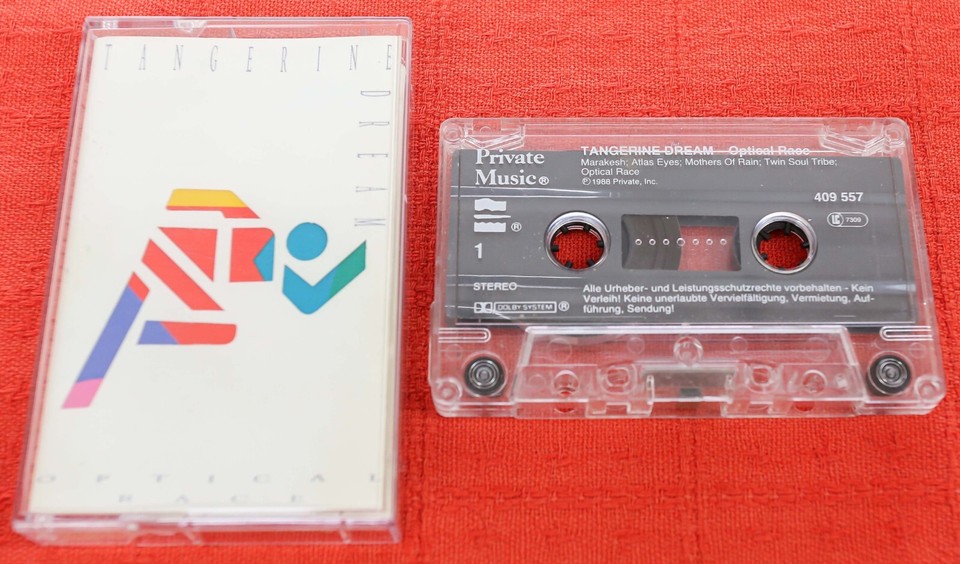 TANGERINE
DREAM
OPTICAL
RACE
Private
Music®
®
1
STEREO
DOLBY SYSTEM ®
TANGERINE DREAM Optical Race
Marakesh; Atlas Eyes; Mothers Of Rain; Twin Soul Tribe;
Optical Race
℗ 1988 Private, Inc.
409 557
LC 7309
Alle Urheber- und Leistungsschutzrechte vorbehalten - Kein
Verleih! Keine unerlaubte Vervielfältigung, Vermietung, Auf-
führung, Sendung!